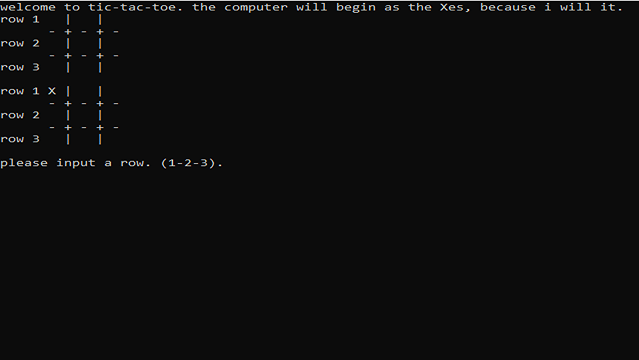 welcome to tic-tac-toe. the computer will begin as the Xes, because i will it.
row 1   |   |
      - + - + -
row 2   |   |
      - + - + -
row 3   |   |
row 1 X |   |
      - + - + -
row 2   |   |
      - + - + -
row 3   |   |
please input a row. (1-2-3).